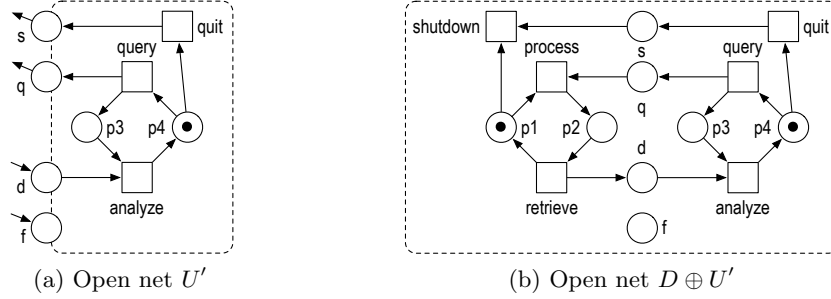 s
quit
query
q
p3
p4
d
analyze
f
(a) Open net U′
shutdown
s
quit
process
query
q
p1
p2
p3
p4
d
retrieve
f
analyze
(b) Open net D ⊕ U′